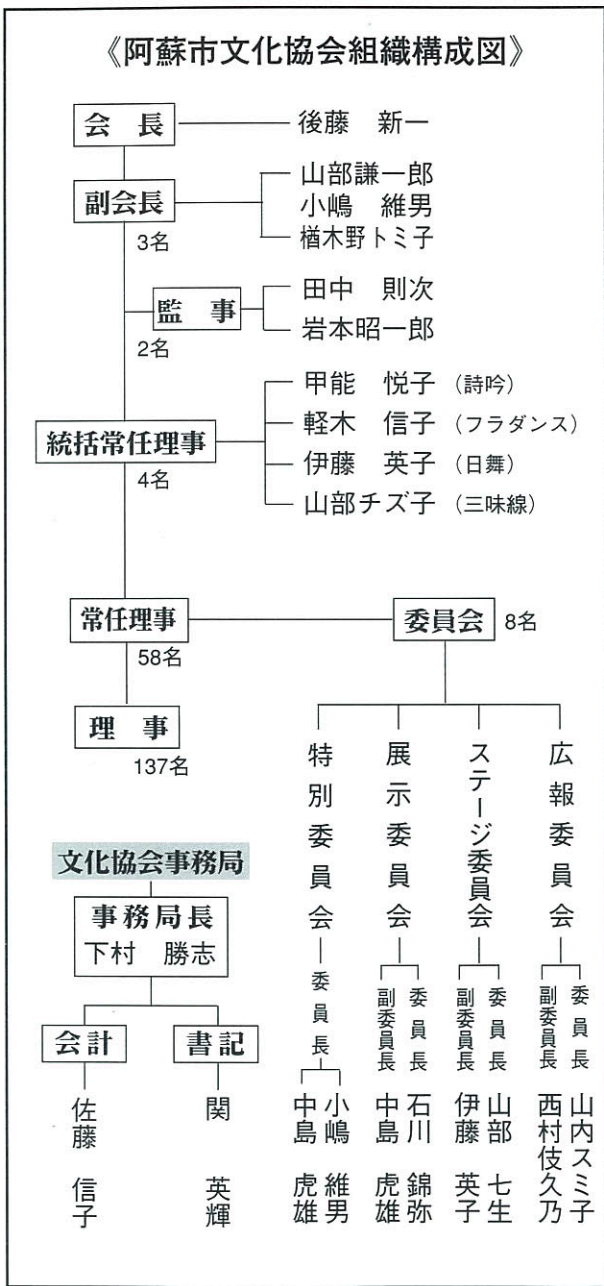 《阿蘇市文化協会組織構成図》
会　長
後藤　新一
副会長
3名
山部謙一郎
小嶋　維男
楢木野トミ子
監　事
2名
田中　則次
岩本昭一郎
統括常任理事
4名
甲能　悦子（詩吟）
軽木　信子（フラダンス）
伊藤　英子（日舞）
山部チズ子（三味線）
常任理事
58名
委員会
8名
理　事
137名
広報委員会
委員長
山内スミ子
副委員長
西村伎久乃
ステージ委員会
委員長
山部　七生
副委員長
伊藤　英子
展示委員会
委員長
石川　錦弥
副委員長
中島　虎雄
特別委員会
委員長
小嶋　維男
中島　虎雄
文化協会事務局
事務局長
下村　勝志
会計
佐藤　信子
書記
関　英輝